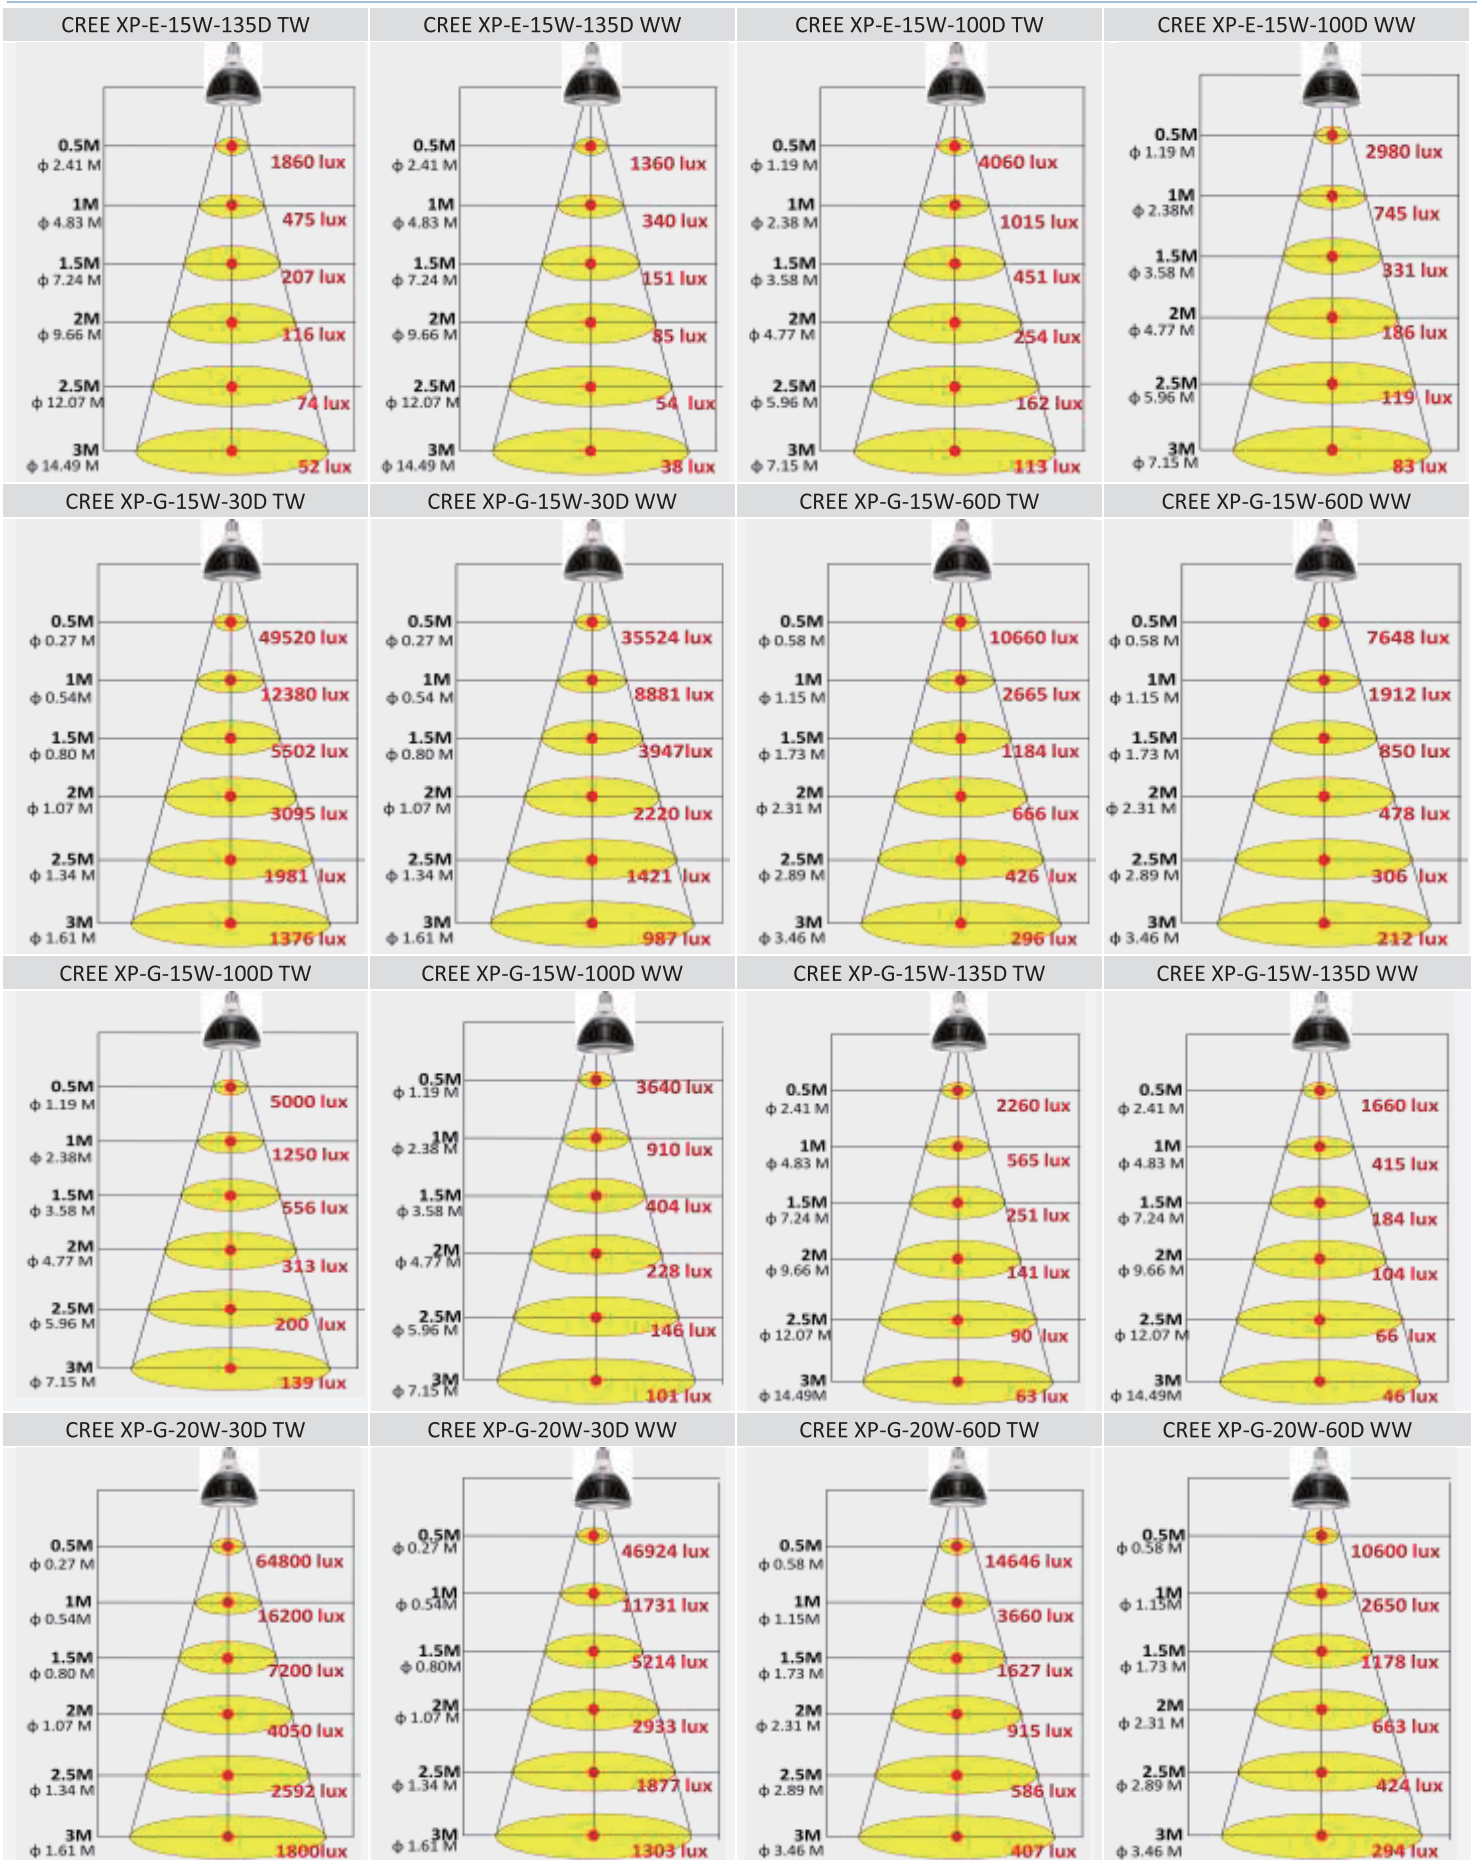 CREE XP-E-15W-135D TW
0.5M
ϕ 2.41 M
1860 lux
1M
ϕ 4.83 M
475 lux
1.5M
ϕ 7.24 M
207 lux
2M
ϕ 9.66 M
116 lux
2.5M
ϕ 12.07 M
74 lux
3M
ϕ 14.49 M
52 lux
CREE XP-E-15W-135D WW
0.5M
ϕ 2.41 M
1360 lux
1M
ϕ 4.83 M
340 lux
1.5M
ϕ 7.24 M
151 lux
2M
ϕ 9.66 M
85 lux
2.5M
ϕ 12.07 M
54 lux
3M
ϕ 14.49 M
38 lux
CREE XP-E-15W-100D TW
0.5M
ϕ 1.19 M
4060 lux
1M
ϕ 2.38 M
1015 lux
1.5M
ϕ 3.58 M
451 lux
2M
ϕ 4.77 M
254 lux
2.5M
ϕ 5.96 M
162 lux
3M
ϕ 7.15 M
113 lux
CREE XP-E-15W-100D WW
0.5M
ϕ 1.19 M
2980 lux
1M
ϕ 2.38M
745 lux
1.5M
ϕ 3.58 M
331 lux
2M
ϕ 4.77 M
186 lux
2.5M
ϕ 5.96 M
119 lux
3M
ϕ 7.15 M
83 lux
CREE XP-G-15W-30D TW
0.5M
ϕ 0.27 M
49520 lux
1M
ϕ 0.54M
12380 lux
1.5M
ϕ 0.80 M
5502 lux
2M
ϕ 1.07 M
3095 lux
2.5M
ϕ 1.34 M
1981 lux
3M
ϕ 1.61 M
1376 lux
CREE XP-G-15W-30D WW
0.5M
ϕ 0.27 M
35524 lux
1M
ϕ 0.54 M
8881 lux
1.5M
ϕ 0.80 M
3947lux
2M
ϕ 1.07 M
2220 lux
2.5M
ϕ 1.34 M
1421 lux
3M
ϕ 1.61 M
987 lux
CREE XP-G-15W-60D TW
0.5M
ϕ 0.58 M
10660 lux
1M
ϕ 1.15 M
2665 lux
1.5M
ϕ 1.73 M
1184 lux
2M
ϕ 2.31 M
666 lux
2.5M
ϕ 2.89 M
426 lux
3M
ϕ 3.46 M
296 lux
CREE XP-G-15W-60D WW
0.5M
ϕ 0.58 M
7648 lux
1M
ϕ 1.15 M
1912 lux
1.5M
ϕ 1.73 M
850 lux
2M
ϕ 2.31 M
478 lux
2.5M
ϕ 2.89 M
306 lux
3M
ϕ 3.46 M
212 lux
CREE XP-G-15W-100D TW
0.5M
ϕ 1.19 M
5000 lux
1M
ϕ 2.38M
1250 lux
1.5M
ϕ 3.58 M
556 lux
2M
ϕ 4.77 M
313 lux
2.5M
ϕ 5.96 M
200 lux
3M
ϕ 7.15 M
139 lux
CREE XP-G-15W-100D WW
0.5M
ϕ 1.19 M
3640 lux
1M
ϕ 2.38 M
910 lux
1.5M
ϕ 3.58 M
404 lux
2M
ϕ 4.77 M
228 lux
2.5M
ϕ 5.96 M
146 lux
3M
ϕ 7.15 M
101 lux
CREE XP-G-15W-135D TW
0.5M
ϕ 2.41 M
2260 lux
1M
ϕ 4.83 M
565 lux
1.5M
ϕ 7.24 M
251 lux
2M
ϕ 9.66 M
141 lux
2.5M
ϕ 12.07 M
90 lux
3M
ϕ 14.49M
63 lux
CREE XP-G-15W-135D WW
0.5M
ϕ 2.41 M
1660 lux
1M
ϕ 4.83 M
415 lux
1.5M
ϕ 7.24 M
184 lux
2M
ϕ 9.66 M
104 lux
2.5M
ϕ 12.07 M
66 lux
3M
ϕ 14.49M
46 lux
CREE XP-G-20W-30D TW
0.5M
ϕ 0.27 M
64800 lux
1M
ϕ 0.54M
16200 lux
1.5M
ϕ 0.80 M
7200 lux
2M
ϕ 1.07 M
4050 lux
2.5M
ϕ 1.34 M
2592 lux
3M
ϕ 1.61 M
1800lux
CREE XP-G-20W-30D WW
0.5M
ϕ 0.27 M
46924 lux
1M
ϕ 0.54M
11731 lux
1.5M
ϕ 0.80M
5214 lux
2M
ϕ 1.07 M
2933 lux
2.5M
ϕ 1.34 M
1877 lux
3M
ϕ 1.61 M
1303 lux
CREE XP-G-20W-60D TW
0.5M
ϕ 0.58 M
14646 lux
1M
ϕ 1.15M
3660 lux
1.5M
ϕ 1.73 M
1627 lux
2M
ϕ 2.31 M
915 lux
2.5M
ϕ 2.89 M
586 lux
3M
ϕ 3.46 M
407 lux
CREE XP-G-20W-60D WW
0.5M
ϕ 0.58 M
10600 lux
1M
ϕ 1.15M
2650 lux
1.5M
ϕ 1.73 M
1178 lux
2M
ϕ 2.31 M
663 lux
2.5M
ϕ 2.89 M
424 lux
3M
ϕ 3.46 M
294 lux